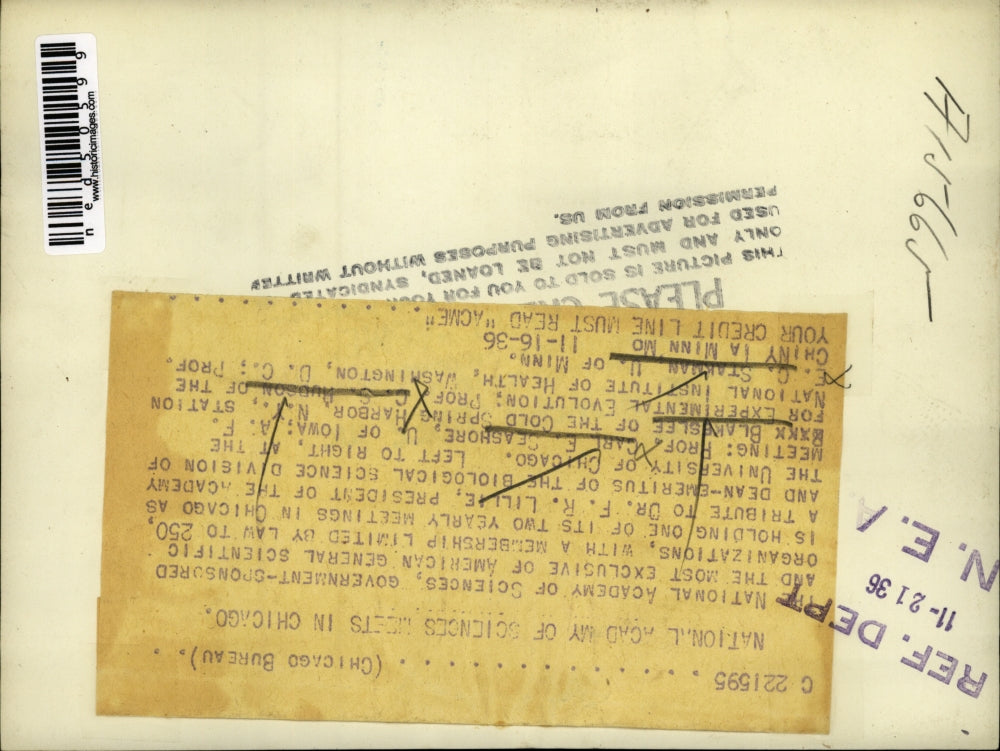 C 221595 . . . . . . . . . (CHICAGO BUREAU). .
NATIONAL ACAD MY OF SCIENCES MEETS IN CHICAGO.
THE NATIONAL ACADEMY OF SCIENCES, GOVERNMENT-SPONSORED
AND THE MOST EXCLUSIVE OF AMERICAN GENERAL SCIENTIFIC
ORGANIZATIONS, WITH A MEMBERSHIP LIMITED BY LAW TO 250,
IS HOLDING ONE OF ITS TWO YEARLY MEETINGS IN CHICAGO AS
A TRIBUTE TO DR. F. R. LILLIE, PRESIDENT OF THE ACADEMY
AND DEAN-EMERITUS OF THE BIOLOGICAL SCIENCE DIVISION OF
THE UNIVERSITY OF CHICAGO. LEFT TO RIGHT, AT THE
MEETING: PROF. CARL E. SEASHORE, U. OF IOWA; A. F.
BLAKSLEE OF THE COLD SPRING HARBOR, N.Y., STATION
FOR EXPERIMENTAL EVOLUTION; PROF. C. S. HUDSON OF THE
NATIONAL INSTITUTE OF HEALTH, WASHINGTON, D. C.; PROF.
E. C. STAKMAN U. OF MINN.
CHINY IA MINN MO 11-16-36
YOUR CREDIT LINE MUST READ "ACME"
REF. DEPT
11-21 36
N. E. A
PLEASE
THIS PICTURE IS SOLD TO YOU FOR YOUR
ONLY AND MUST NOT BE LOANED, SYNDICATED
USED FOR ADVERTISING PURPOSES WITHOUT WRITTEN
PERMISSION FROM US.
www.historicimages.com
ned50599